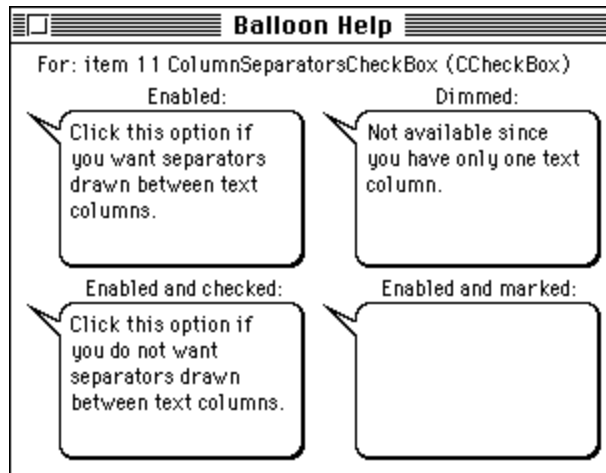 Balloon Help
For: item 11 ColumnSeparatorsCheckBox (CCheckBox)
Enabled:
Click this option if
you want separators
drawn between text
columns.
Dimmed:
Not available since
you have only one text
column.
Enabled and checked:
Click this option if
you do not want
separators drawn
between text columns.
Enabled and marked: